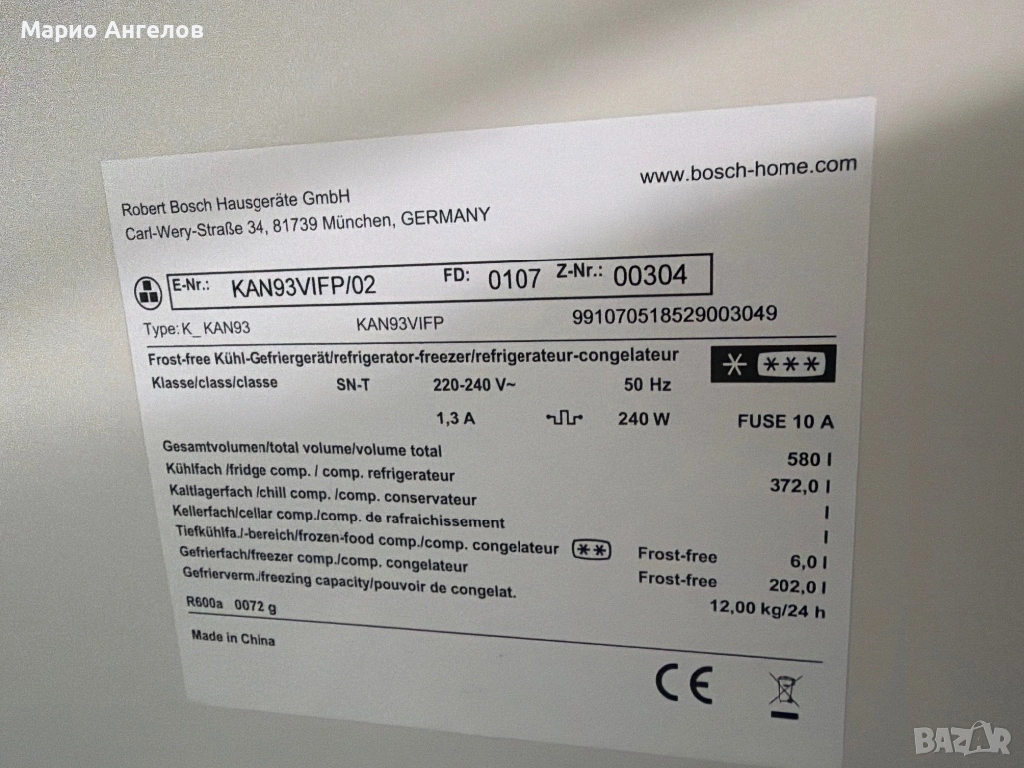 Марио Ангелов
www.bosch-home.com
Robert Bosch Hausgeräte GmbH
Carl-Wery-Straße 34, 81739 München, GERMANY
E-Nr.: KAN93VIFP/02 FD: 0107 Z-Nr.: 00304
Type: K_ KAN93 KAN93VIFP 991070518529003049
Frost-free Kühl-Gefriergerät/refrigerator-freezer/refrigerateur-congelateur
Klasse/class/classe SN-T 220-240 V~ 50 Hz
1,3 A 240 W FUSE 10 A
Gesamtvolumen/total volume/volume total 580 l
Kühlfach /fridge comp. / comp. refrigerateur 372,0 l
Kaltlagerfach /chill comp. /comp. conservateur l
Kellerfach/cellar comp./comp. de rafraichissement l
Tiefkühlfa./-bereich/frozen-food comp./comp. congelateur Frost-free 6,0 l
Gefrierfach/freezer comp./comp. congelateur Frost-free 202,0 l
Gefrierverm./freezing capacity/pouvoir de congelat. 12,00 kg/24 h
R600a 0072 g
Made in China
CE
BAZAR